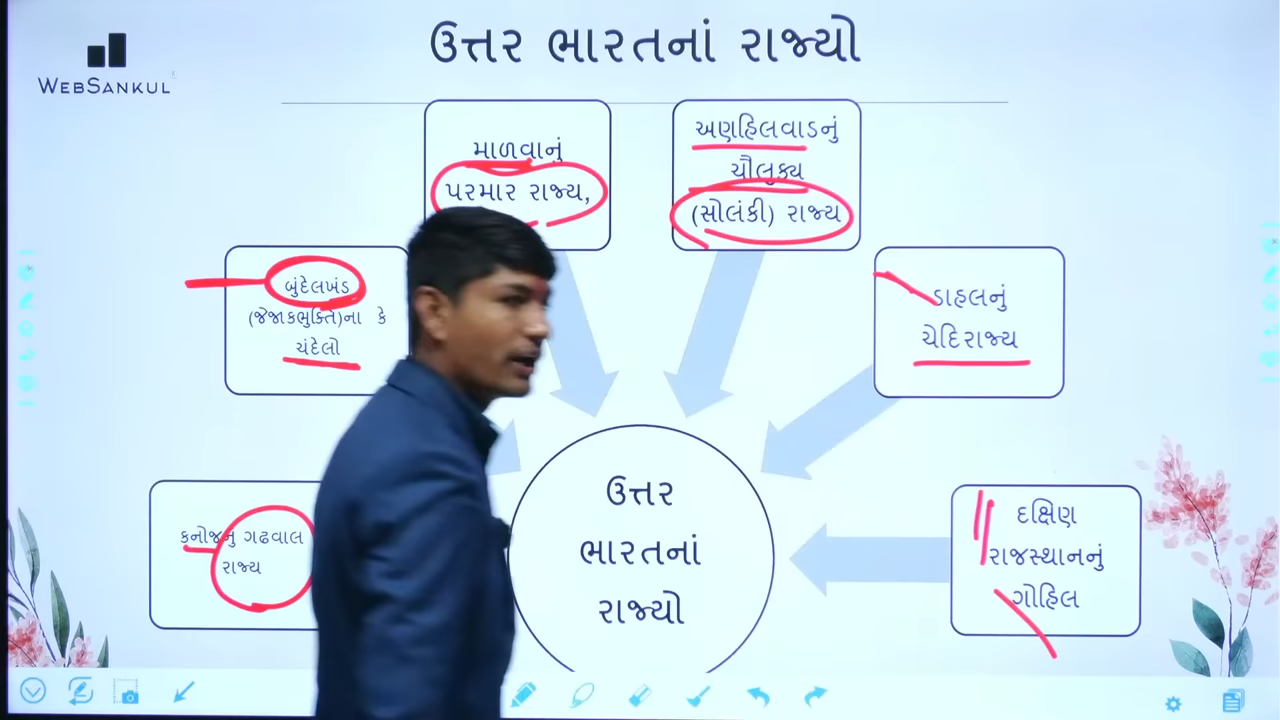 ઉત્તર ભારતનાં રાજ્યો
WEBSANKUL
માળવાનું
પરમાર રાજ્ય,
અણહિલવાડનું
ચૌલુક્ય
(સોલંકી) રાજ્ય
બુંદેલખંડ
(જેજાકભુક્તિ)ના કે
ચંદેલો
ડાહલનું
ચેદિરાજ્ય
કનોજનુ ગઢવાલ
રાજ્ય
ઉત્તર
ભારતનાં
રાજ્યો
દક્ષિણ
રાજસ્થાનનું
ગોહિલ